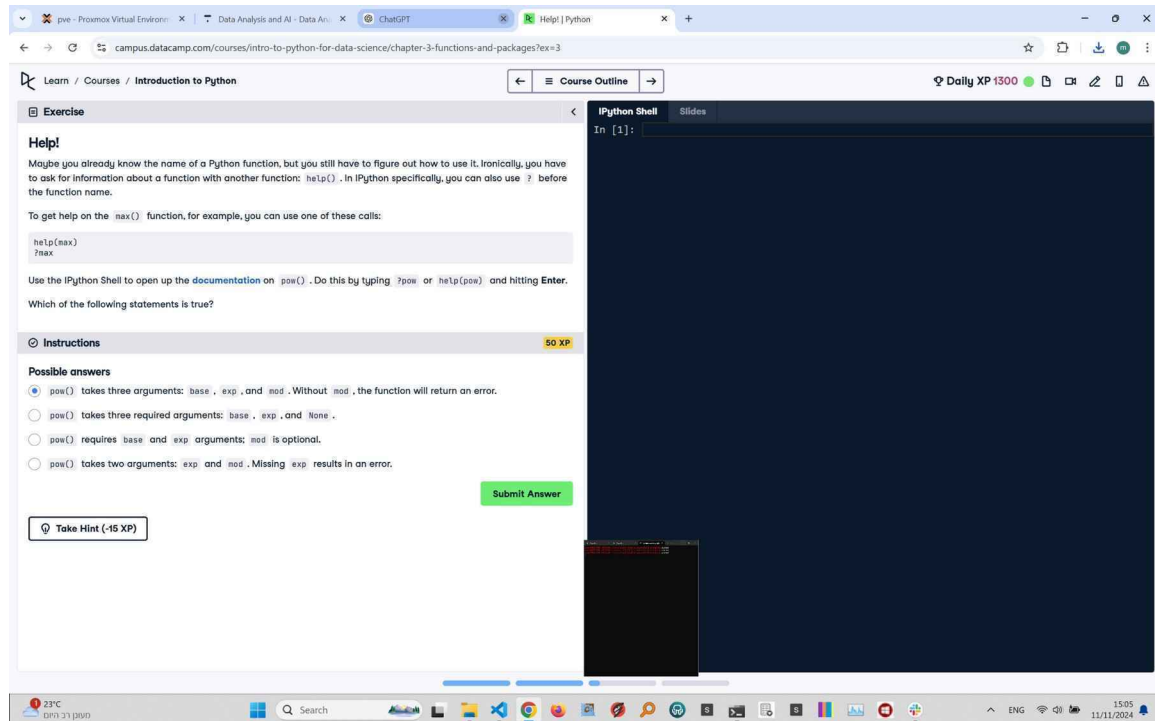 pve - Proxmox Virtual Environm
Data Analysis and AI - Data An
ChatGPT
Help! | Python
campus.datacamp.com/courses/intro-to-python-for-data-science/chapter-3-functions-and-packages?ex=3
Learn / Courses / Introduction to Python
Course Outline
Daily XP 1300
Exercise
Help!
Maybe you already know the name of a Python function, but you still have to figure out how to use it. Ironically, you have
to ask for information about a function with another function: help() . In IPython specifically, you can also use ? before
the function name.
To get help on the max() function, for example, you can use one of these calls:
help(max)
?max
Use the IPython Shell to open up the documentation on pow() . Do this by typing ?pow or help(pow) and hitting Enter.
Which of the following statements is true?
Instructions
50 XP
Possible answers
pow() takes three arguments: base , exp , and mod . Without mod , the function will return an error.
pow() takes three required arguments: base , exp , and None .
pow() requires base and exp arguments; mod is optional.
pow() takes two arguments: exp and mod . Missing exp results in an error.
Submit Answer
Take Hint (-15 XP)
IPython Shell
Slides
In [1]:
23°C
מעונן רוב היום
Search
ENG
15:05
11/11/2024